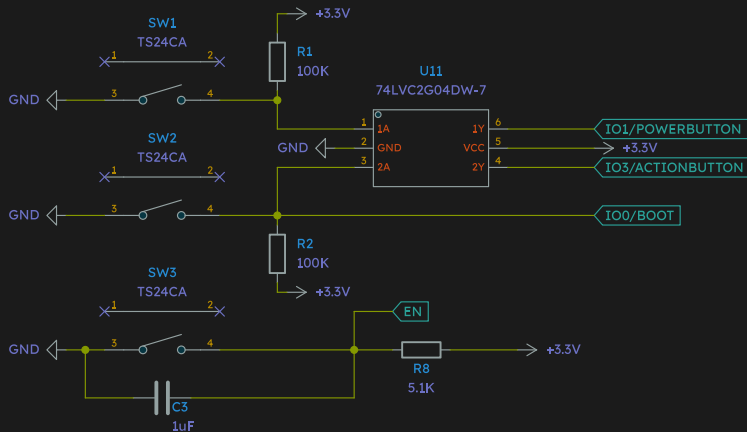 SW1
+3.3V
TS24CA
1 2
R1
100K
U11
74LVC2G04DW-7
GND 3 4
1 1A 1Y 6 IO1/POWERBUTTON
GND 2 GND VCC 5 +3.3V
3 2A 2Y 4 IO3/ACTIONBUTTON
SW2
TS24CA
1 2
GND 3 4 IO0/BOOT
R2
100K
+3.3V
SW3
TS24CA
1 2
EN
GND 3 4 +3.3V
R8
5.1K
C3
1uF